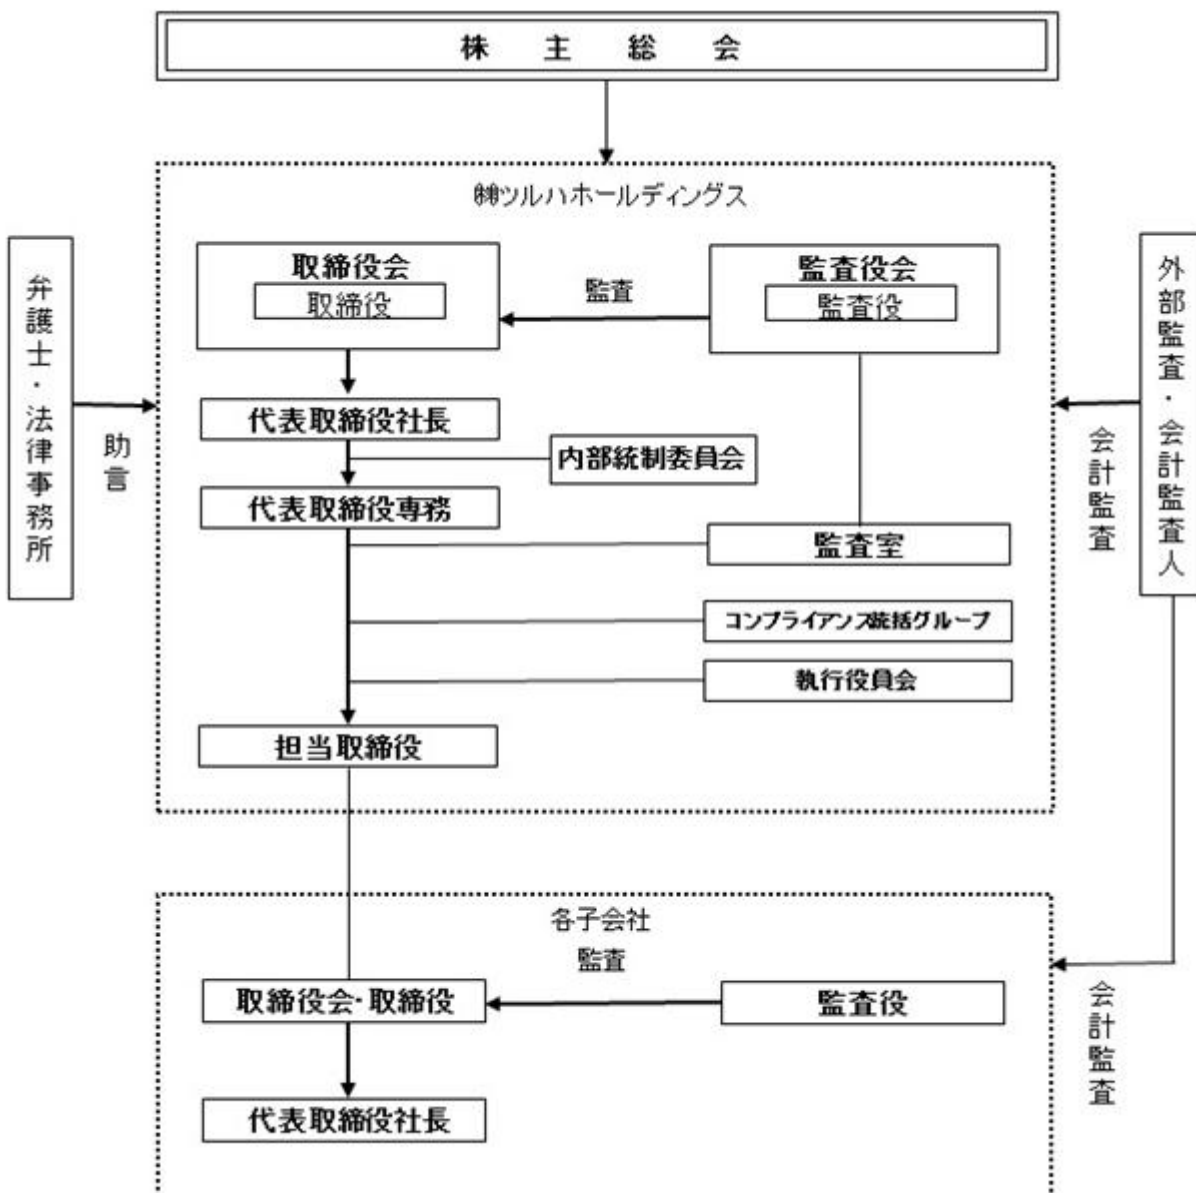 株主総会
㈱ツルハホールディングス
取締役会
取締役
監査
監査役会
監査役
弁護士・法律事務所
助言
外部監査・会計監査人
会計監査
代表取締役社長
内部統制委員会
代表取締役専務
監査室
コンプライアンス統括グループ
執行役員会
担当取締役
各子会社
監査
取締役会・取締役
監査役
会計監査
代表取締役社長